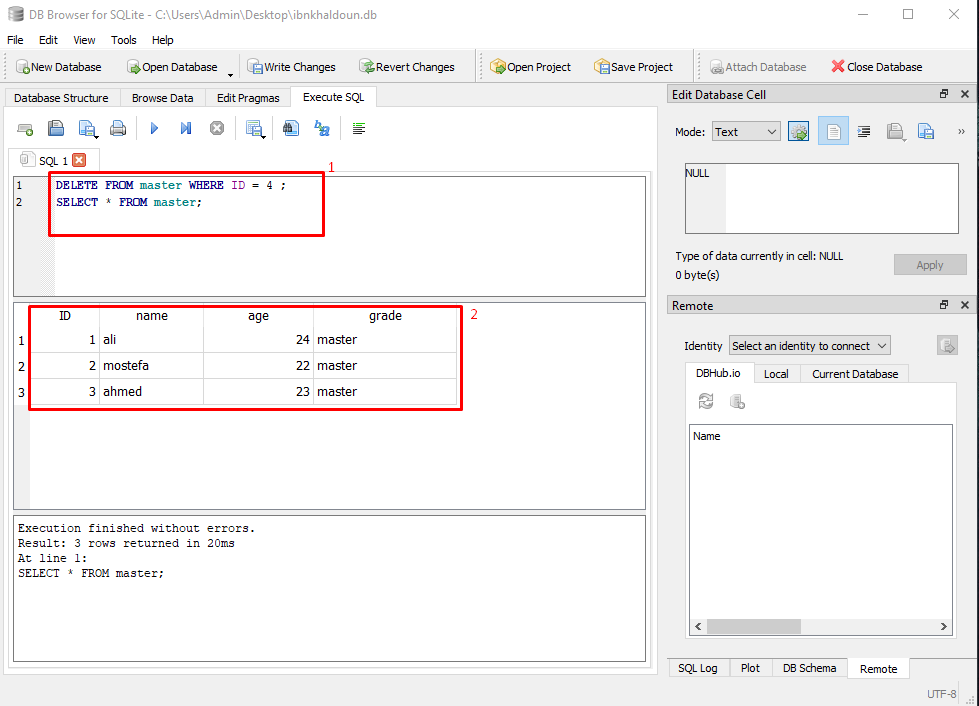 DB Browser for SQLite - C:\Users\Admin\Desktop\ibnkhaldoun.db
File Edit View Tools Help
New Database Open Database Write Changes Revert Changes Open Project Save Project Attach Database Close Database
Database Structure Browse Data Edit Pragmas Execute SQL
SQL 1
1
1 DELETE FROM master WHERE ID = 4 ;
2 SELECT * FROM master;
2
ID name age grade
1 1 ali 24 master
2 2 mostefa 22 master
3 3 ahmed 23 master
Execution finished without errors.
Result: 3 rows returned in 20ms
At line 1:
SELECT * FROM master;
Edit Database Cell
Mode: Text
NULL
Type of data currently in cell: NULL
0 byte(s)
Apply
Remote
Identity Select an identity to connect
DBHub.io Local Current Database
Name
SQL Log Plot DB Schema Remote
UTF-8